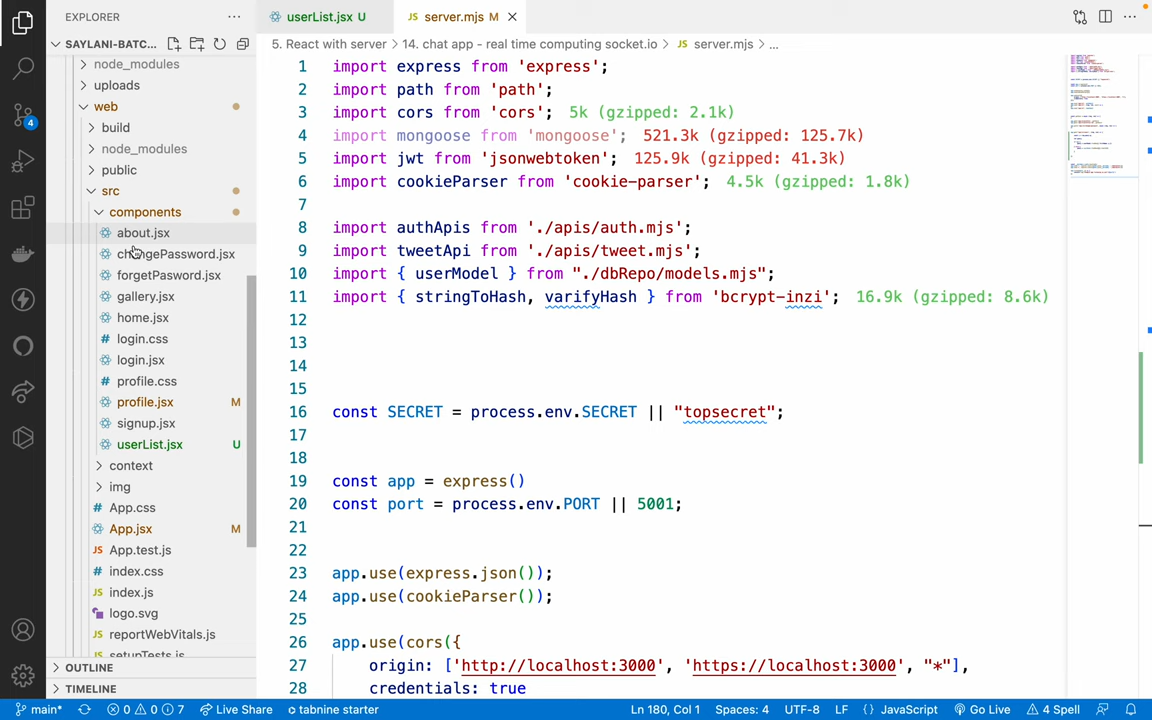 EXPLORER
SAYLANI-BATC...
node_modules
uploads
web
build
node_modules
public
src
components
about.jsx
changePassword.jsx
forgetPasword.jsx
gallery.jsx
home.jsx
login.css
login.jsx
profile.css
profile.jsx M
signup.jsx
userList.jsx U
context
img
App.css
App.jsx M
App.test.js
index.css
index.js
logo.svg
reportWebVitals.js
setupTests.js
OUTLINE
TIMELINE
4
userList.jsx U
JS server.mjs M
5. React with server > 14. chat app - real time computing socket.io > JS server.mjs > ...
1 import express from 'express';
2 import path from 'path';
3 import cors from 'cors'; 5k (gzipped: 2.1k)
4 import mongoose from 'mongoose'; 521.3k (gzipped: 125.7k)
5 import jwt from 'jsonwebtoken'; 125.9k (gzipped: 41.3k)
6 import cookieParser from 'cookie-parser'; 4.5k (gzipped: 1.8k)
7
8 import authApis from './apis/auth.mjs';
9 import tweetApi from './apis/tweet.mjs';
10 import { userModel } from "./dbRepo/models.mjs";
11 import { stringToHash, varifyHash } from 'bcrypt-inzi'; 16.9k (gzipped: 8.6k)
12
13
14
15
16 const SECRET = process.env.SECRET || "topsecret";
17
18
19 const app = express()
20 const port = process.env.PORT || 5001;
21
22
23 app.use(express.json());
24 app.use(cookieParser());
25
26 app.use(cors({
27 origin: ['http://localhost:3000', 'https://localhost:3000', "*"],
28 credentials: true
main* 0 0 7 Live Share tabnine starter Ln 180, Col 1 Spaces: 4 UTF-8 LF {} JavaScript Go Live 4 Spell